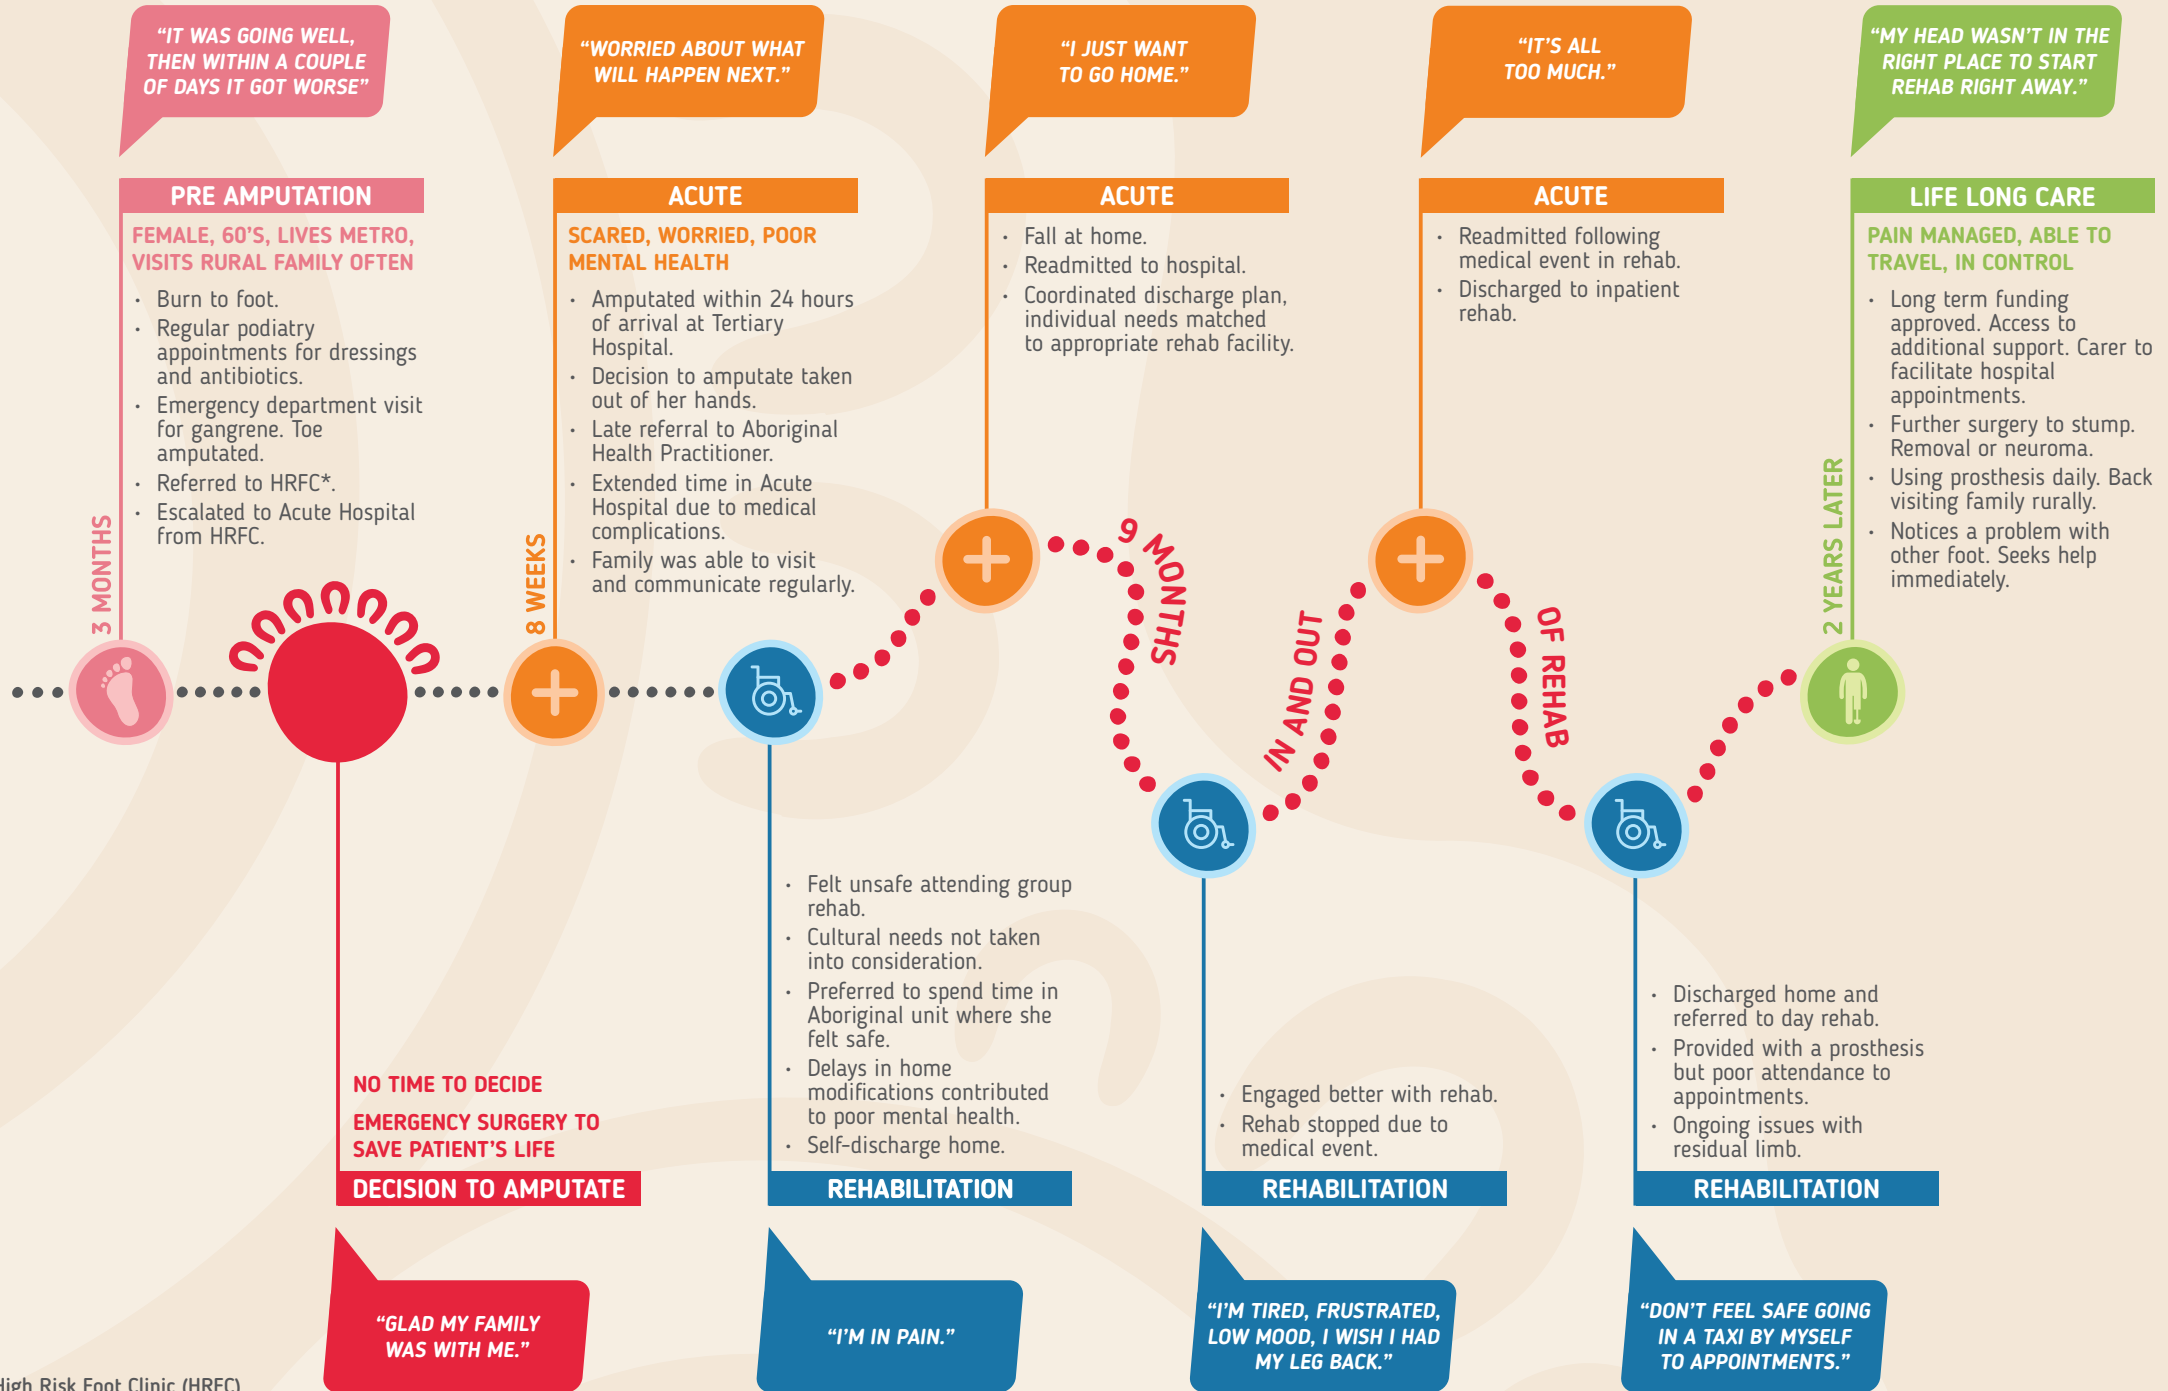 “IT WAS GOING WELL,
THEN WITHIN A COUPLE
OF DAYS IT GOT WORSE”
“WORRIED ABOUT WHAT
WILL HAPPEN NEXT.”
“I JUST WANT
TO GO HOME.”
“IT’S ALL
TOO MUCH.”
“MY HEAD WASN’T IN THE
RIGHT PLACE TO START
REHAB RIGHT AWAY.”
PRE AMPUTATION
FEMALE, 60’S, LIVES METRO,
VISITS RURAL FAMILY OFTEN
· Burn to foot.
· Regular podiatry
appointments for dressings
and antibiotics.
· Emergency department visit
for gangrene. Toe
amputated.
· Referred to HRFC*.
· Escalated to Acute Hospital
from HRFC.
3 MONTHS
ACUTE
SCARED, WORRIED, POOR
MENTAL HEALTH
· Amputated within 24 hours
of arrival at Tertiary
Hospital.
· Decision to amputate taken
out of her hands.
· Late referral to Aboriginal
Health Practitioner.
· Extended time in Acute
Hospital due to medical
complications.
· Family was able to visit
and communicate regularly.
8 WEEKS
ACUTE
· Fall at home.
· Readmitted to hospital.
· Coordinated discharge plan,
individual needs matched
to appropriate rehab facility.
ACUTE
· Readmitted following
medical event in rehab.
· Discharged to inpatient
rehab.
LIFE LONG CARE
PAIN MANAGED, ABLE TO
TRAVEL, IN CONTROL
· Long term funding
approved. Access to
additional support. Carer to
facilitate hospital
appointments.
· Further surgery to stump.
Removal or neuroma.
· Using prosthesis daily. Back
visiting family rurally.
· Notices a problem with
other foot. Seeks help
immediately.
2 YEARS LATER
9 MONTHS
IN AND OUT
OF REHAB
NO TIME TO DECIDE
EMERGENCY SURGERY TO
SAVE PATIENT’S LIFE
DECISION TO AMPUTATE
· Felt unsafe attending group
rehab.
· Cultural needs not taken
into consideration.
· Preferred to spend time in
Aboriginal unit where she
felt safe.
· Delays in home
modifications contributed
to poor mental health.
· Self-discharge home.
REHABILITATION
· Engaged better with rehab.
· Rehab stopped due to
medical event.
REHABILITATION
· Discharged home and
referred to day rehab.
· Provided with a prosthesis
but poor attendance to
appointments.
· Ongoing issues with
residual limb.
REHABILITATION
“GLAD MY FAMILY
WAS WITH ME.”
“I’M IN PAIN.”
“I’M TIRED, FRUSTRATED,
LOW MOOD, I WISH I HAD
MY LEG BACK.”
“DON’T FEEL SAFE GOING
IN A TAXI BY MYSELF
TO APPOINTMENTS.”
High Risk Foot Clinic (HRFC)